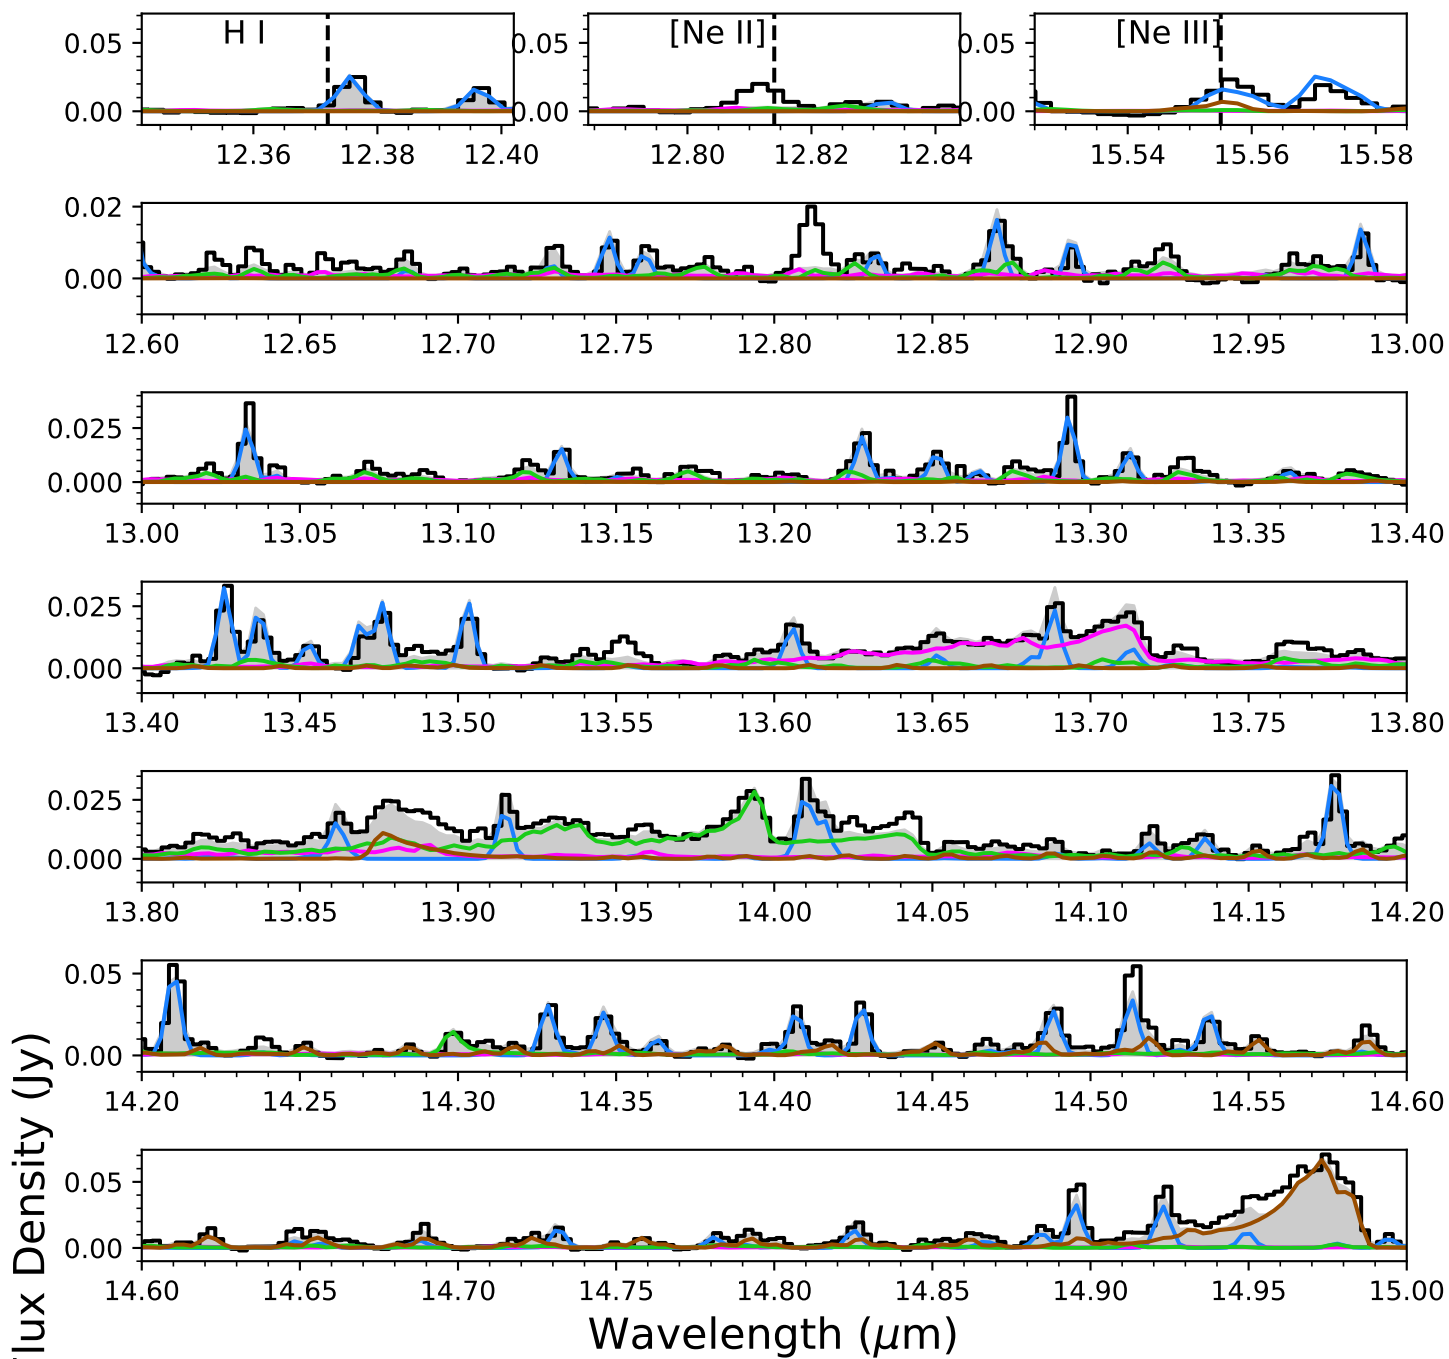 H I
[Ne II]
[Ne III]
0.05
0.00
0.05
0.00
0.05
0.00
12.36 12.38 12.40
12.80 12.82 12.84
15.54 15.56 15.58
0.02
0.00
12.60 12.65 12.70 12.75 12.80 12.85 12.90 12.95 13.00
0.025
0.000
13.00 13.05 13.10 13.15 13.20 13.25 13.30 13.35 13.40
0.025
0.000
13.40 13.45 13.50 13.55 13.60 13.65 13.70 13.75 13.80
0.025
0.000
13.80 13.85 13.90 13.95 14.00 14.05 14.10 14.15 14.20
0.05
0.00
14.20 14.25 14.30 14.35 14.40 14.45 14.50 14.55 14.60
0.05
0.00
14.60 14.65 14.70 14.75 14.80 14.85 14.90 14.95 15.00
Wavelength (μm)
Flux Density (Jy)